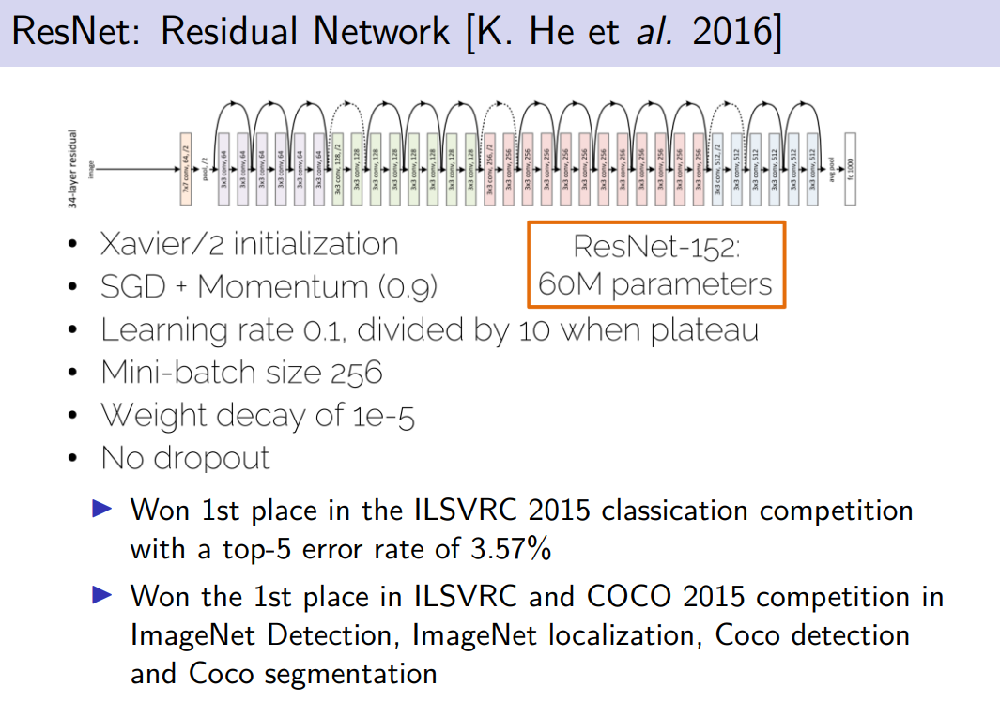 ResNet: Residual Network [K. He et al. 2016]
34-layer residual
image
7x7 conv, 64, /2
pool, /2
3x3 conv, 64
3x3 conv, 64
3x3 conv, 64
3x3 conv, 64
3x3 conv, 64
3x3 conv, 64
3x3 conv, 128, /2
3x3 conv, 128
3x3 conv, 128
3x3 conv, 128
3x3 conv, 128
3x3 conv, 128
3x3 conv, 128
3x3 conv, 128
3x3 conv, 256, /2
3x3 conv, 256
3x3 conv, 256
3x3 conv, 256
3x3 conv, 256
3x3 conv, 256
3x3 conv, 256
3x3 conv, 256
3x3 conv, 256
3x3 conv, 256
3x3 conv, 256
3x3 conv, 256
3x3 conv, 512, /2
3x3 conv, 512
3x3 conv, 512
3x3 conv, 512
3x3 conv, 512
3x3 conv, 512
avg pool
fc 1000
• Xavier/2 initialization
• SGD + Momentum (0.9)
• Learning rate 0.1, divided by 10 when plateau
• Mini-batch size 256
• Weight decay of 1e-5
• No dropout
ResNet-152:
60M parameters
▶ Won 1st place in the ILSVRC 2015 classication competition
with a top-5 error rate of 3.57%
▶ Won the 1st place in ILSVRC and COCO 2015 competition in
ImageNet Detection, ImageNet localization, Coco detection
and Coco segmentation